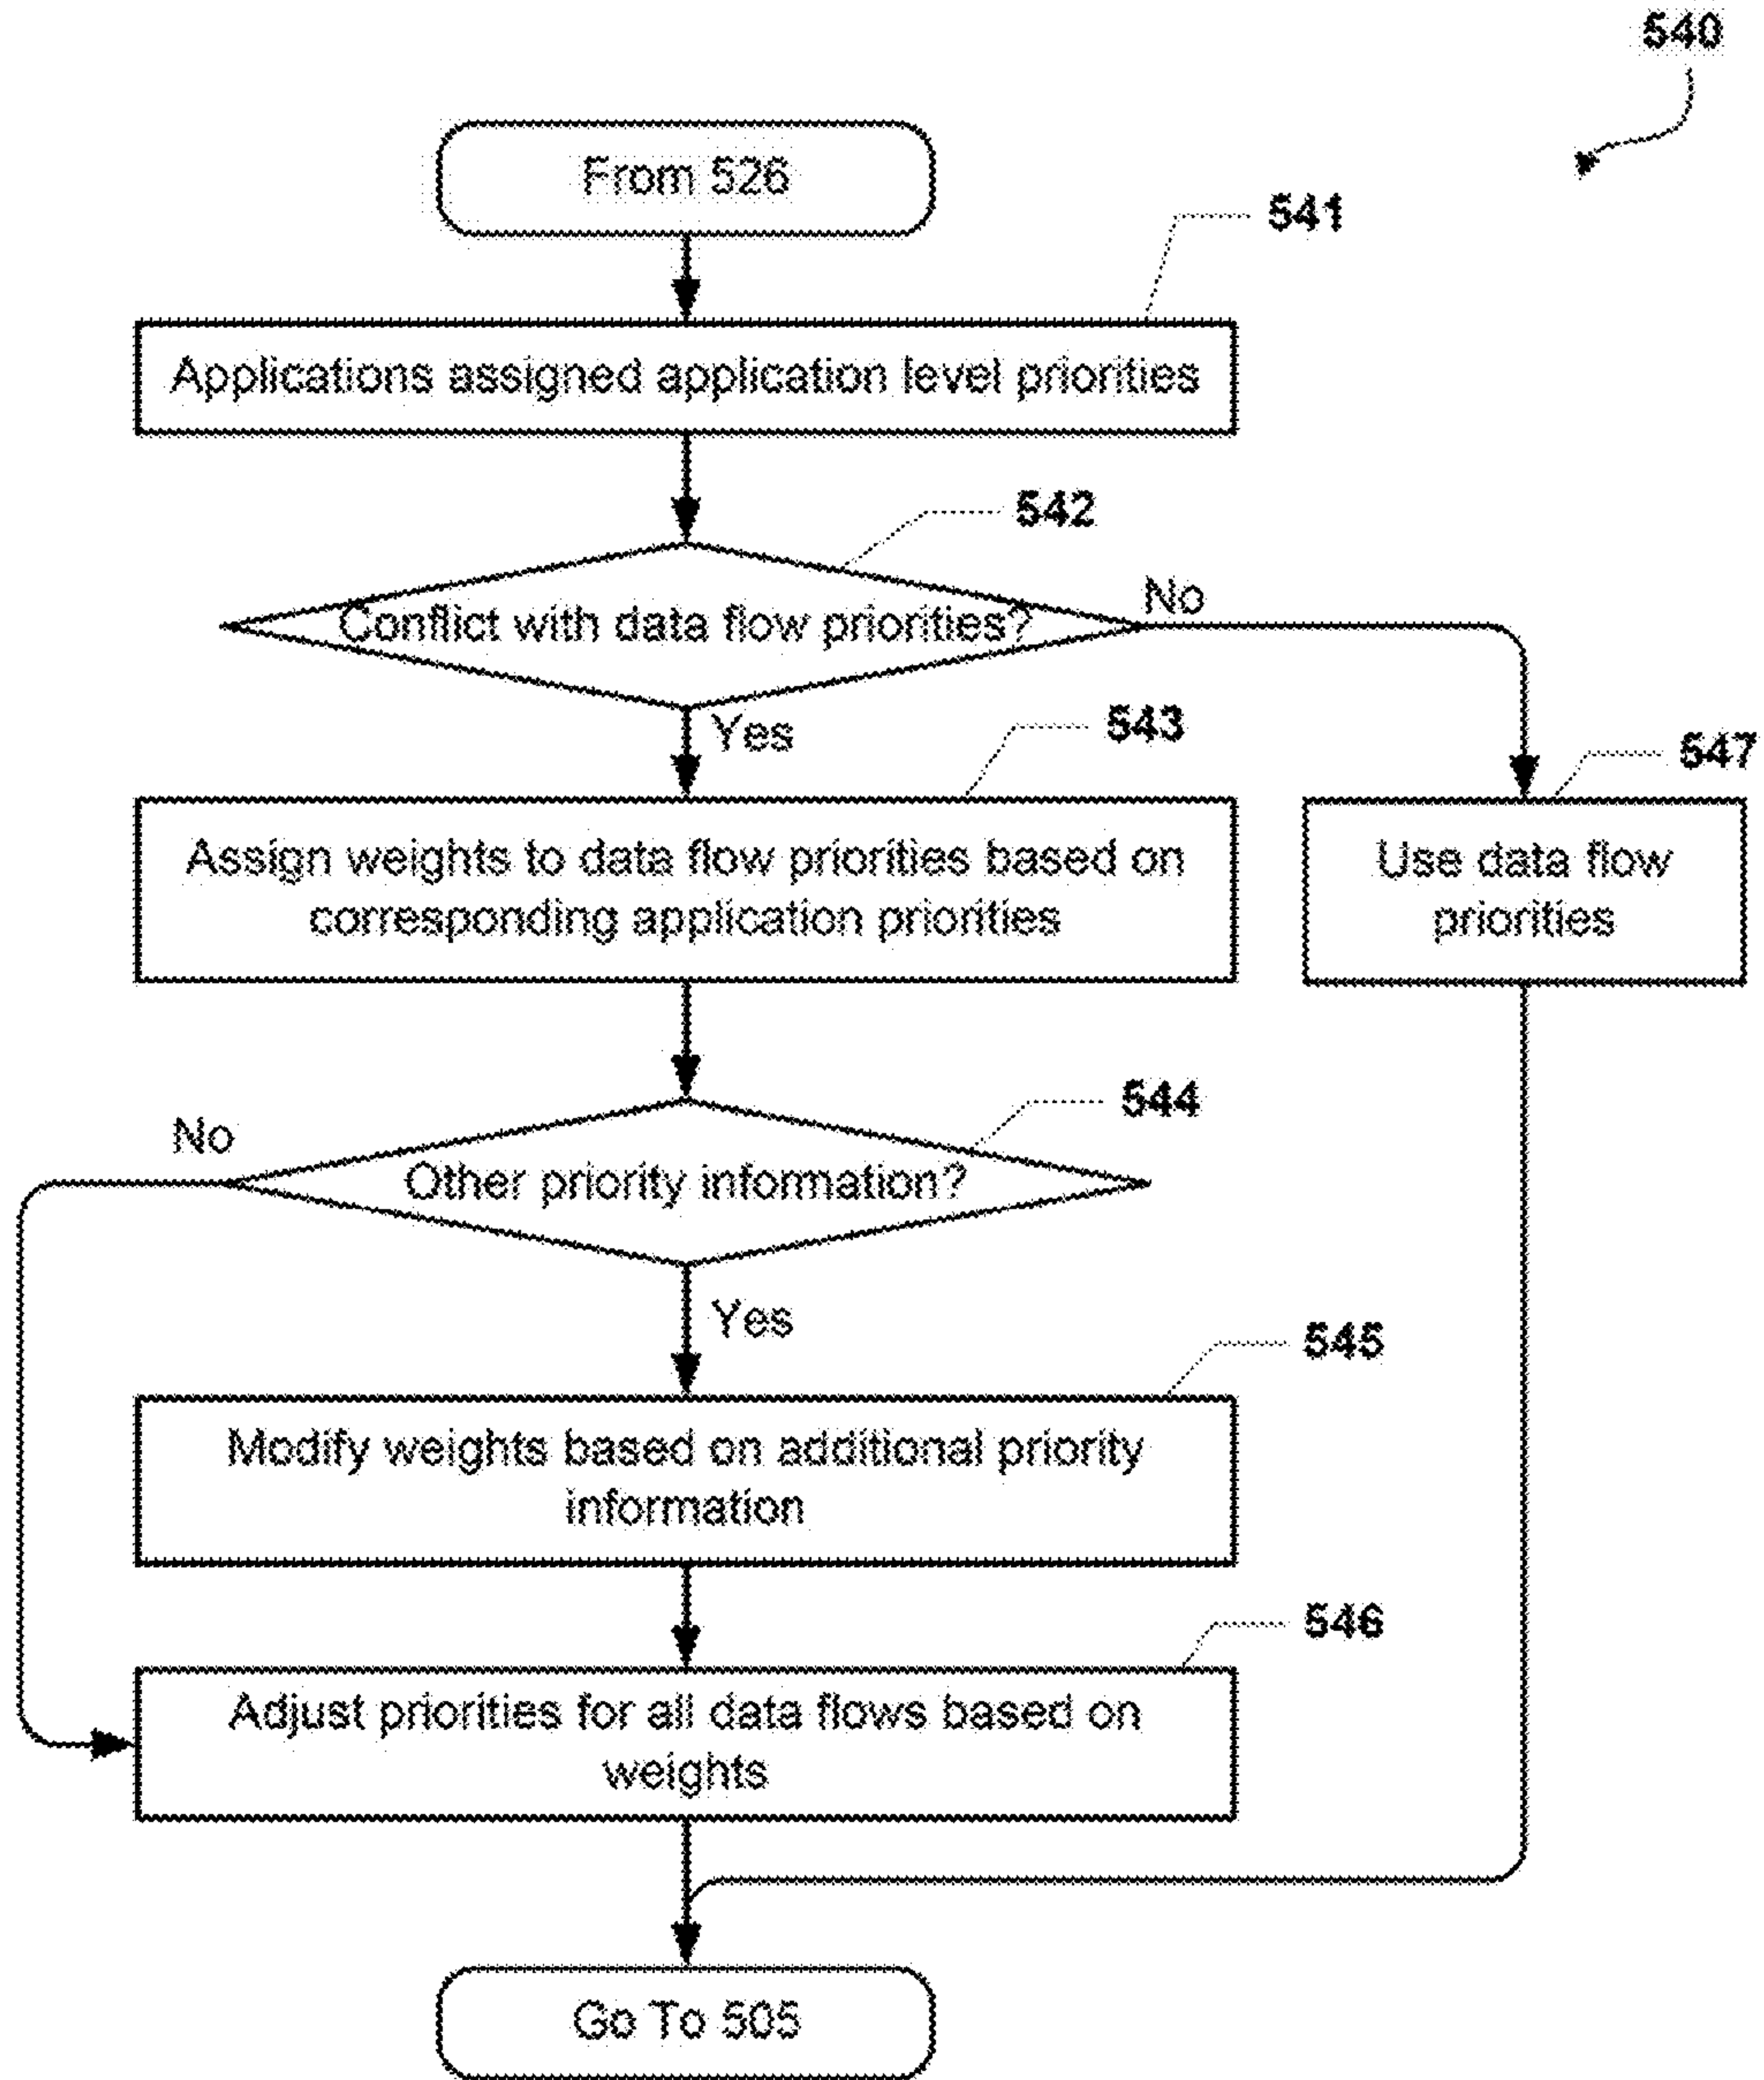 540
From 526
541
Applications assigned application level priorities
542
Conflict with data flow priorities?
No
Yes
543
547
Assign weights to data flow priorities based on
corresponding application priorities
Use data flow
priorities
544
No
Other priority information?
Yes
545
Modify weights based on additional priority
information
546
Adjust priorities for all data flows based on
weights
Go To 505